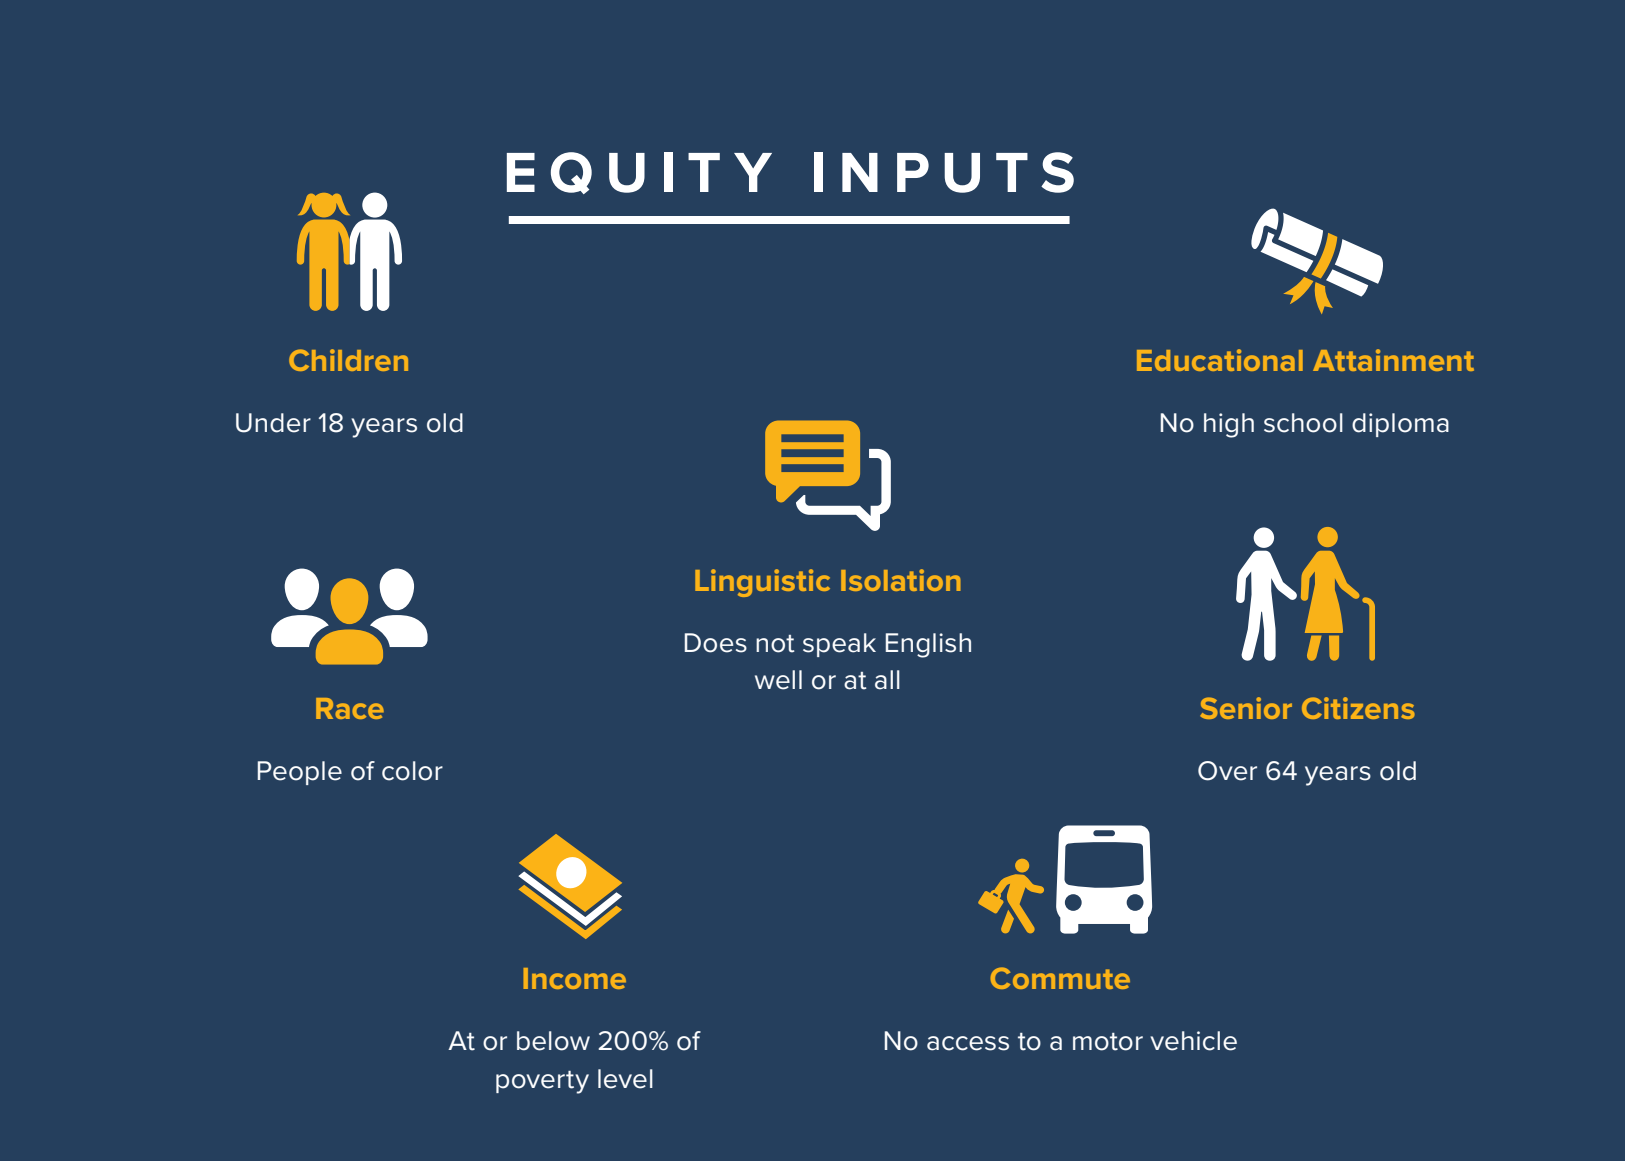 EQUITY INPUTS
Children
Under 18 years old
Educational Attainment
No high school diploma
Linguistic Isolation
Does not speak English
well or at all
Race
People of color
Senior Citizens
Over 64 years old
Income
At or below 200% of
poverty level
Commute
No access to a motor vehicle